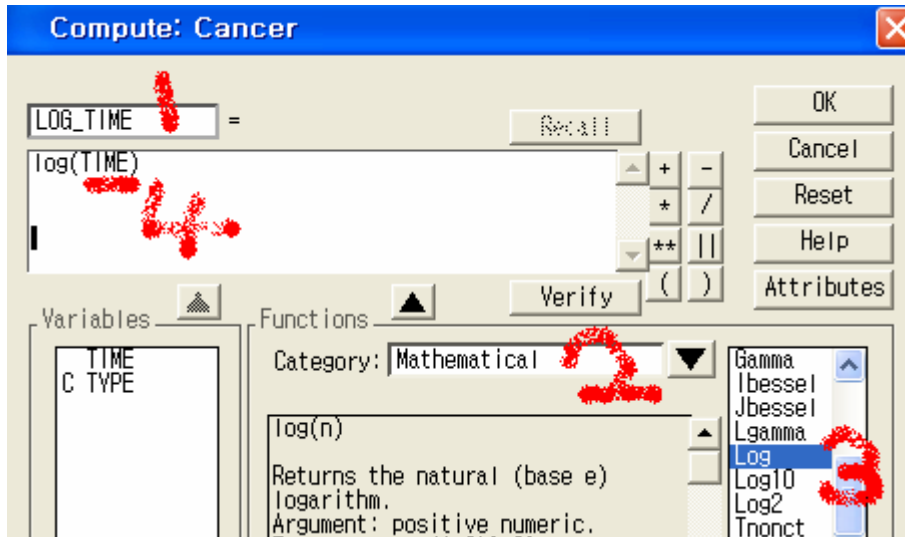 Compute: Cancer
1
LOG_TIME =
Recall
OK
log(TIME)
4
+ -
Cancel
* /
Reset
** ||
Help
Verify
( )
Attributes
Variables
Functions
TIME
C TYPE
Category: Mathematical
2
log(n)
Returns the natural (base e)
logarithm.
Argument: positive numeric.
Gamma
Ibessel
Jbessel
Lgamma
Log
Log10
Log2
Tnonct
3